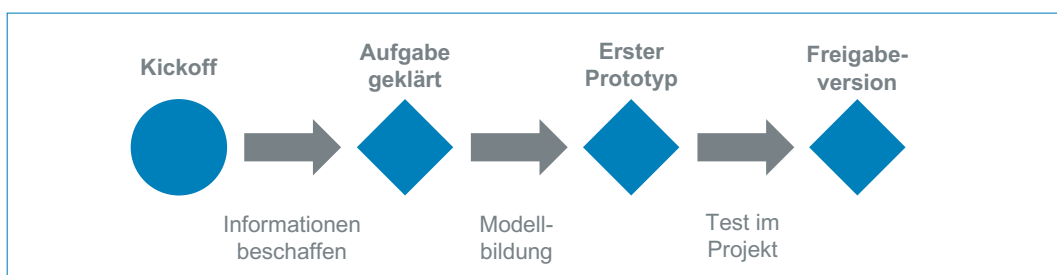 Kickoff
Aufgabe
geklärt
Erster
Prototyp
Freigabe-
version
Informationen
beschaffen
Modell-
bildung
Test im
Projekt